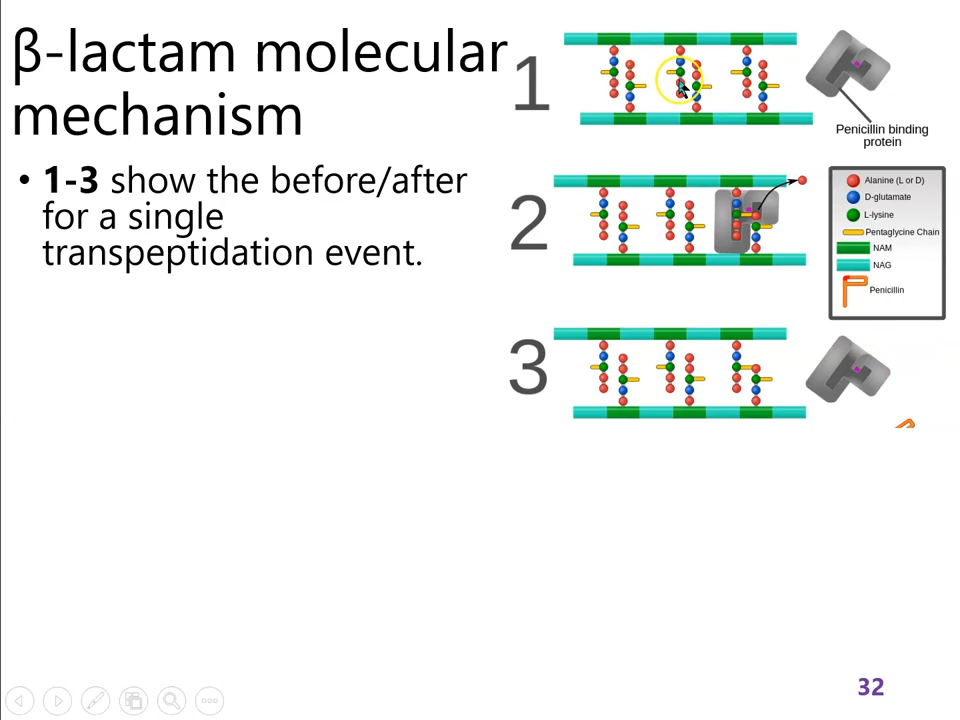 β-lactam molecular
mechanism
• 1-3 show the before/after
for a single
transpeptidation event.
1
Penicillin binding
protein
2
Alanine (L or D)
D-glutamate
L-lysine
Pentaglycine Chain
NAM
NAG
Penicillin
3
32